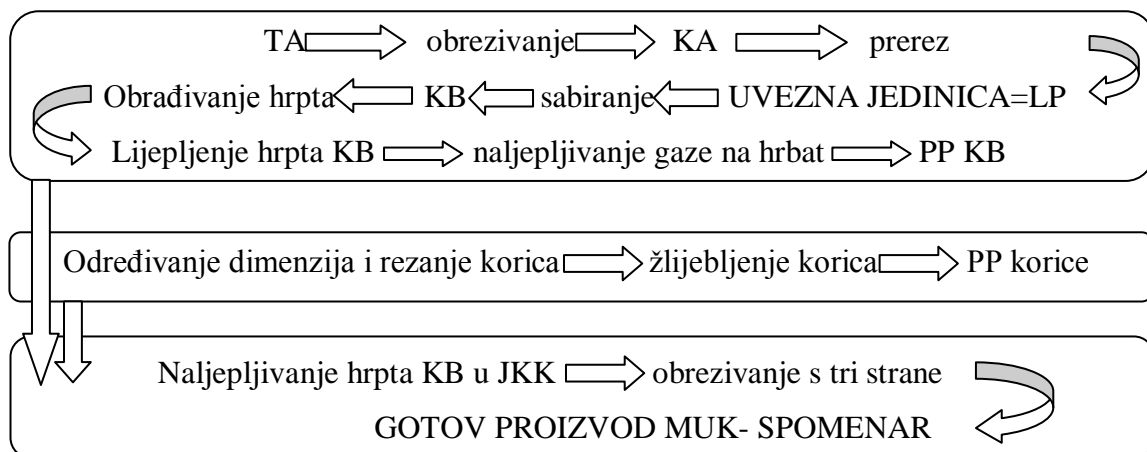 TA obrezivanje KA prerez
Obrađivanje hrpta KB sabiranje UVEZNA JEDINICA=LP
Lijepljenje hrpta KB naljepljivanje gaze na hrbat PP KB
Određivanje dimenzija i rezanje korica žlijebljenje korica PP korice
Naljepljivanje hrpta KB u JKK obrezivanje s tri strane
GOTOV PROIZVOD MUK- SPOMENAR